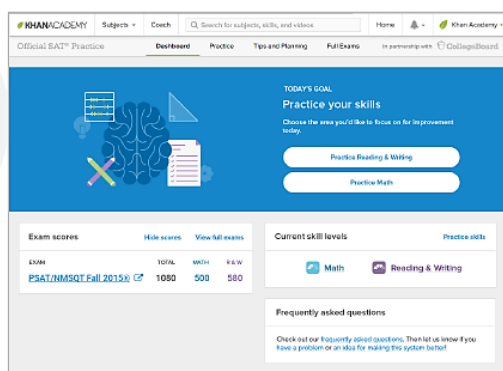 KHANACADEMY Subjects Coach Search for subjects, skills, and videos Home Khan Academy
Official SAT® Practice Dashboard Practice Tips and Planning Full Exams In partnership with CollegeBoard
TODAY'S GOAL
Practice your skills
Choose the area you'd like to focus on for improvement
today.
Practice Reading & Writing
Practice Math
Exam scores Hide scores View full exams
EXAM TOTAL MATH R & W
PSAT/NMSQT Fall 2015® 1080 500 580
Current skill levels Practice skills
Math Reading & Writing
Frequently asked questions
Check out our frequently asked questions. Then let us know if you
have a problem or an idea for making this system better!